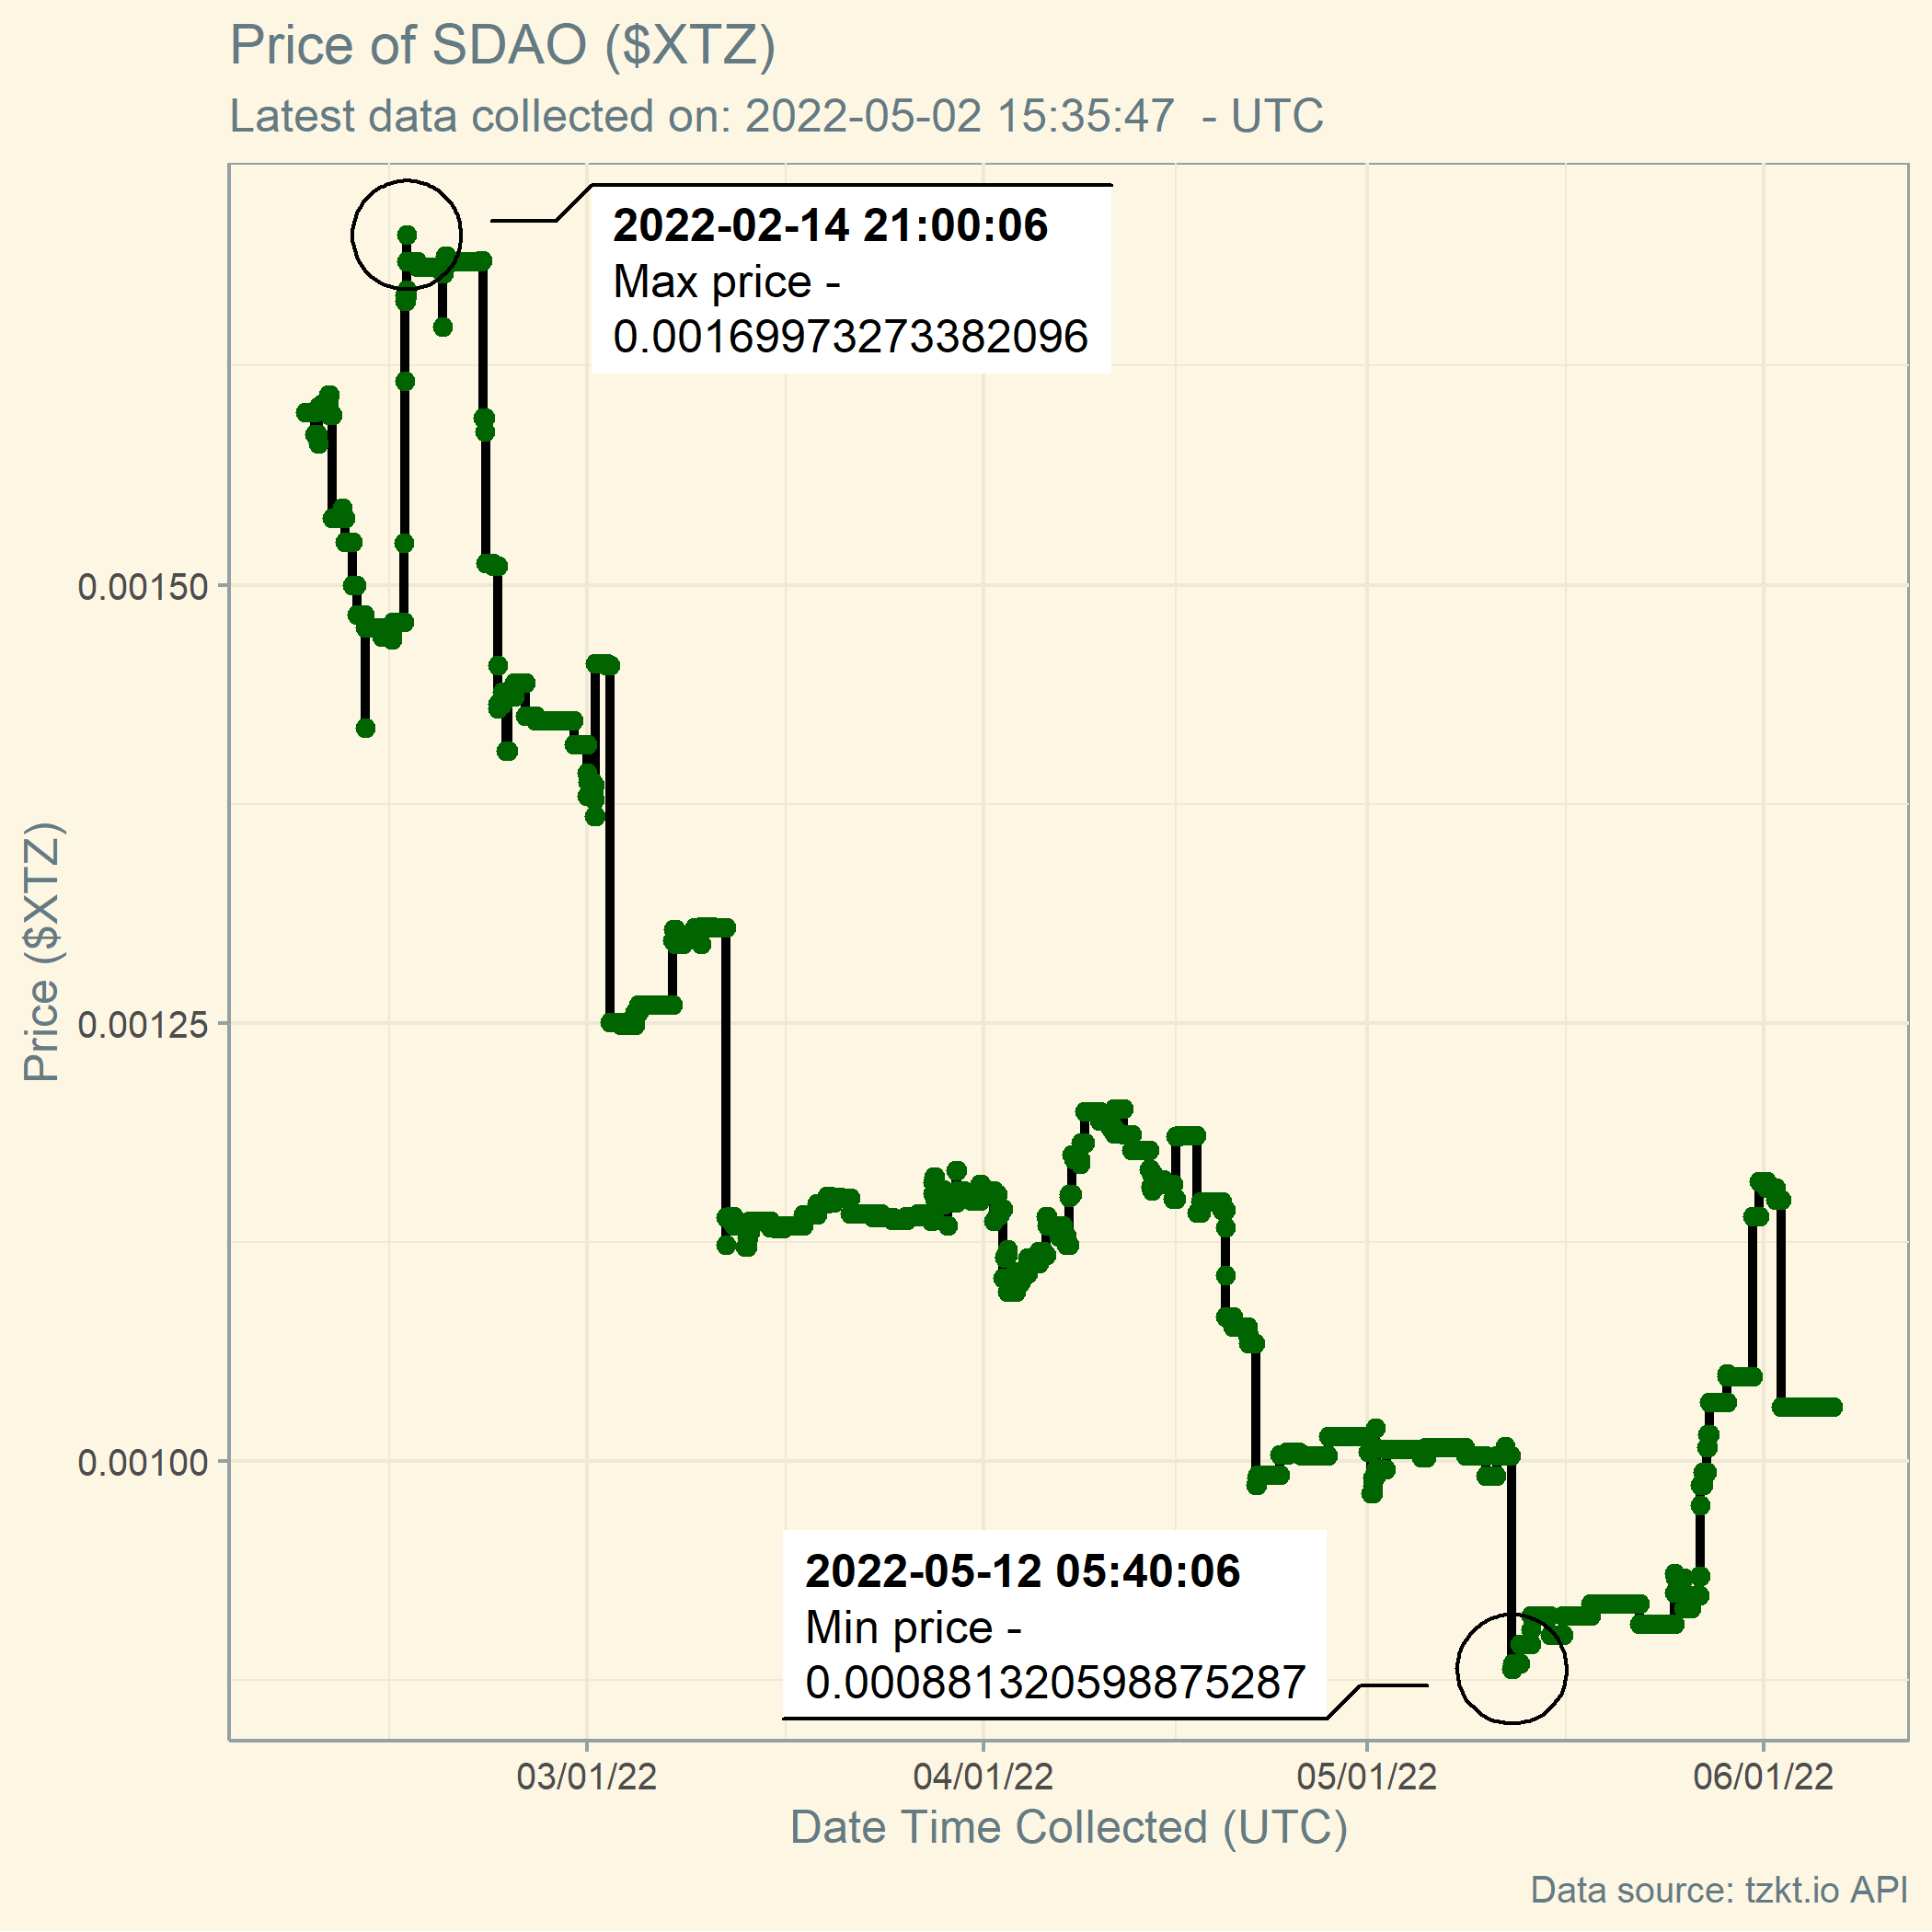 Price of SDAO ($XTZ)
Latest data collected on: 2022-05-02 15:35:47  - UTC
2022-02-14 21:00:06
Max price -
0.00169973273382096
0.00150
0.00125
0.00100
Price ($XTZ)
2022-05-12 05:40:06
Min price -
0.000881320598875287
03/01/22
04/01/22
05/01/22
06/01/22
Date Time Collected (UTC)
Data source: tzkt.io API